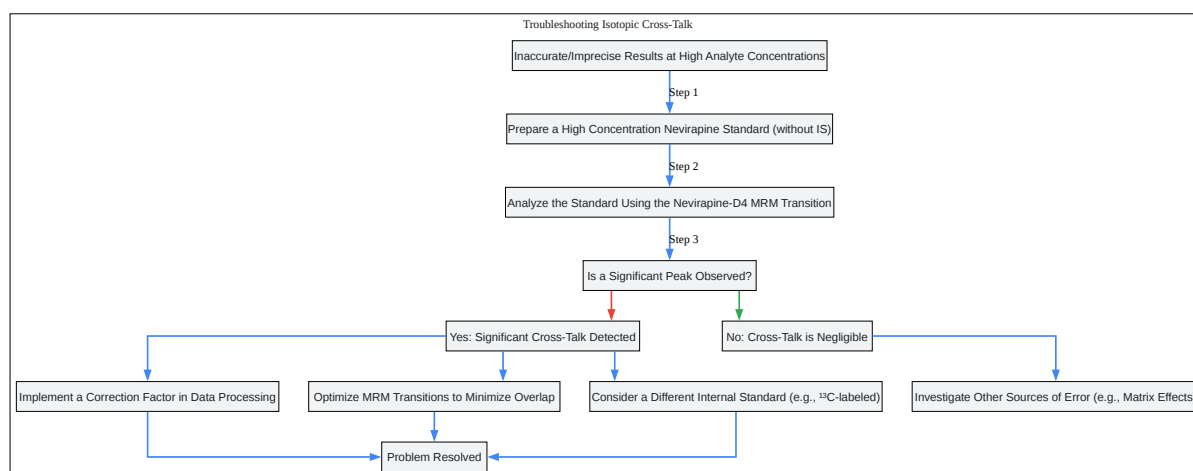 Troubleshooting Isotopic Cross-Talk
Inaccurate/Imprecise Results at High Analyte Concentrations
Step 1
Prepare a High Concentration Nevirapine Standard (without IS)
Step 2
Analyze the Standard Using the Nevirapine-D4 MRM Transition
Step 3
Is a Significant Peak Observed?
Yes: Significant Cross-Talk Detected
No: Cross-Talk is Negligible
Implement a Correction Factor in Data Processing
Optimize MRM Transitions to Minimize Overlap
Consider a Different Internal Standard (e.g., ¹³C-labeled)
Investigate Other Sources of Error (e.g., Matrix Effects
Problem Resolved